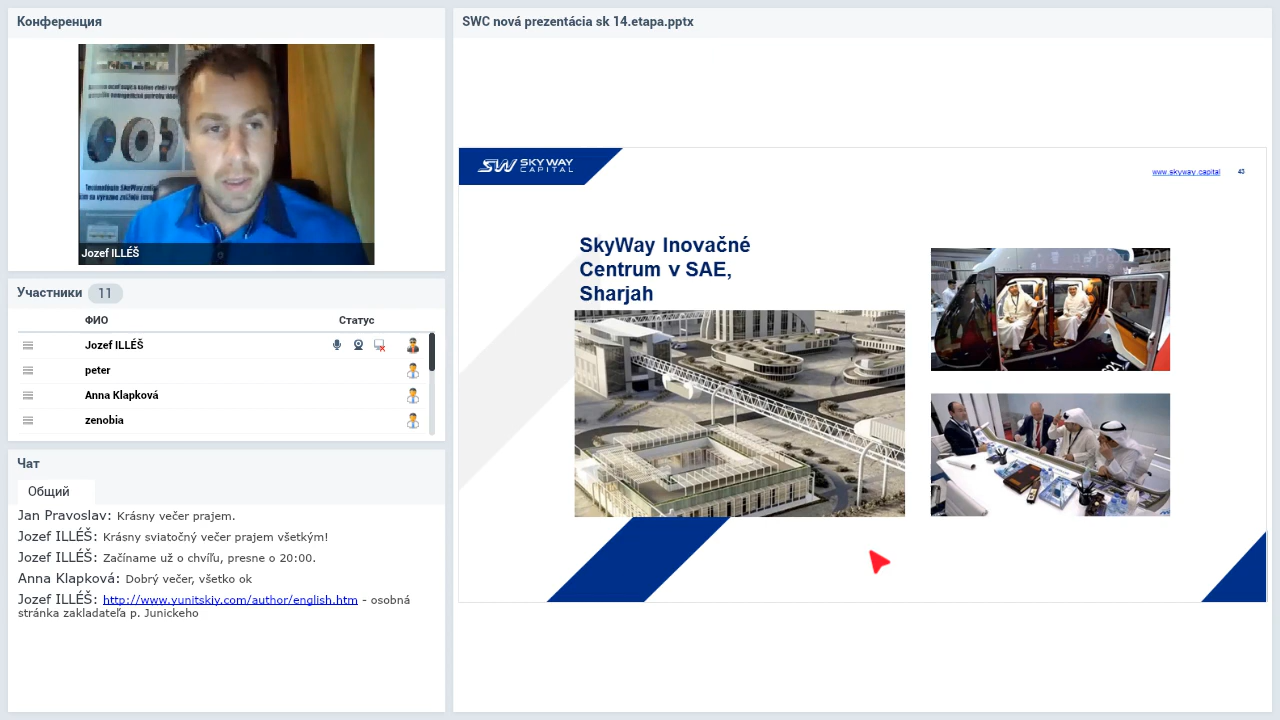 Конференция
Jozef ILLÉŠ
Участники 11
ФИО Статус
Jozef ILLÉŠ
peter
Anna Klapková
zenobia
Чат
Общий
Jan Pravoslav: Krásny večer prajem.
Jozef ILLÉŠ: Krásny sviatočný večer prajem všetkým!
Jozef ILLÉŠ: Začíname už o chvíľu, presne o 20:00.
Anna Klapková: Dobrý večer, všetko ok
Jozef ILLÉŠ: http://www.yunitskiy.com/author/english.htm - osobná
stránka zakladateľa p. Junickeho
SWC nová prezentácia sk 14.etapa.pptx
SW SKY WAY
CAPITAL
www.skyway.capital 43
SkyWay Inovačné
Centrum v SAE,
Sharjah